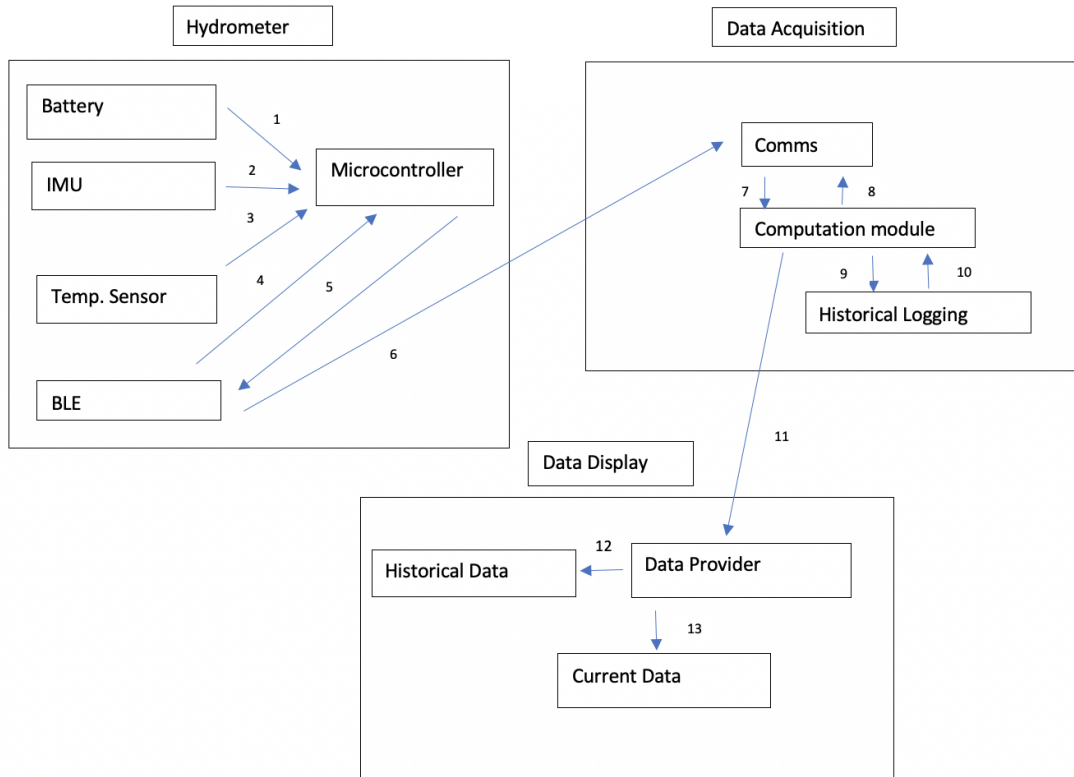 Hydrometer
Data Acquisition
Battery
1
Comms
IMU
2
Microcontroller
7
8
3
Computation module
Temp. Sensor
4
5
9
10
Historical Logging
6
BLE
11
Data Display
Historical Data
12
Data Provider
13
Current Data